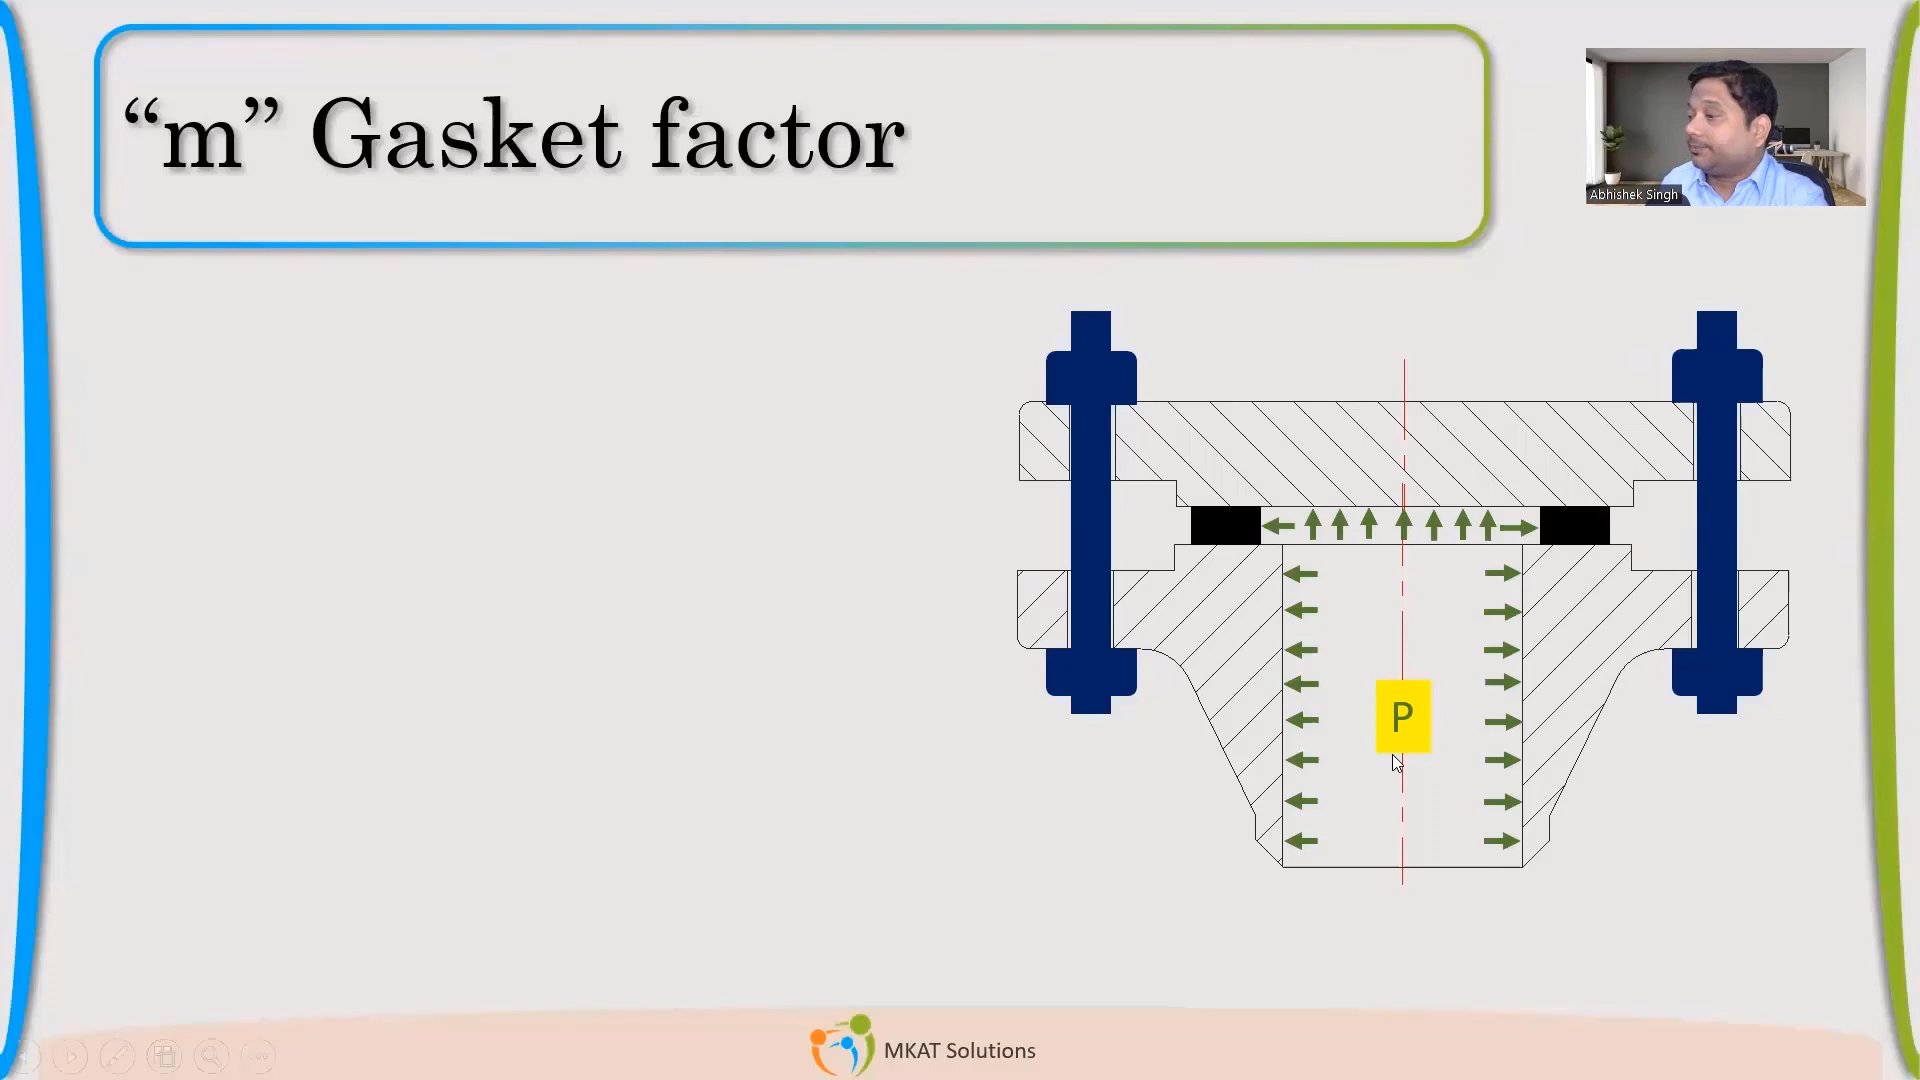 “m” Gasket factor
Abhishek Singh
P
MKAT Solutions